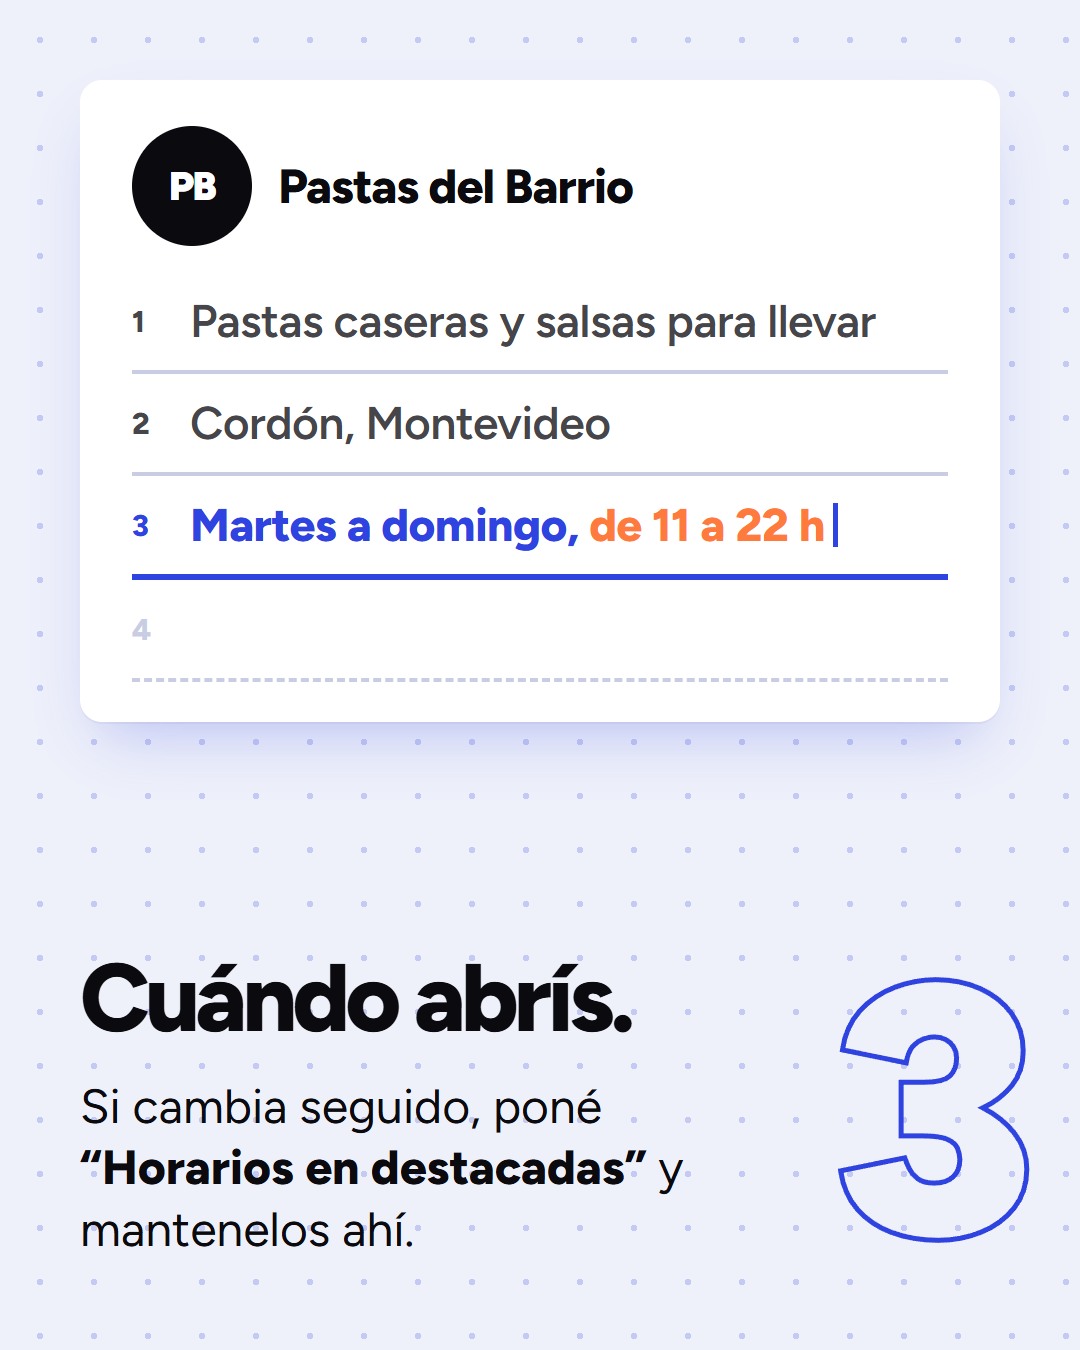 PB
Pastas del Barrio
1 Pastas caseras y salsas para llevar
2 Cordón, Montevideo
3 Martes a domingo, de 11 a 22 h
4
Cuándo abrís.
Si cambia seguido, poné
“Horarios en destacadas” y
mantenelos ahí.
3